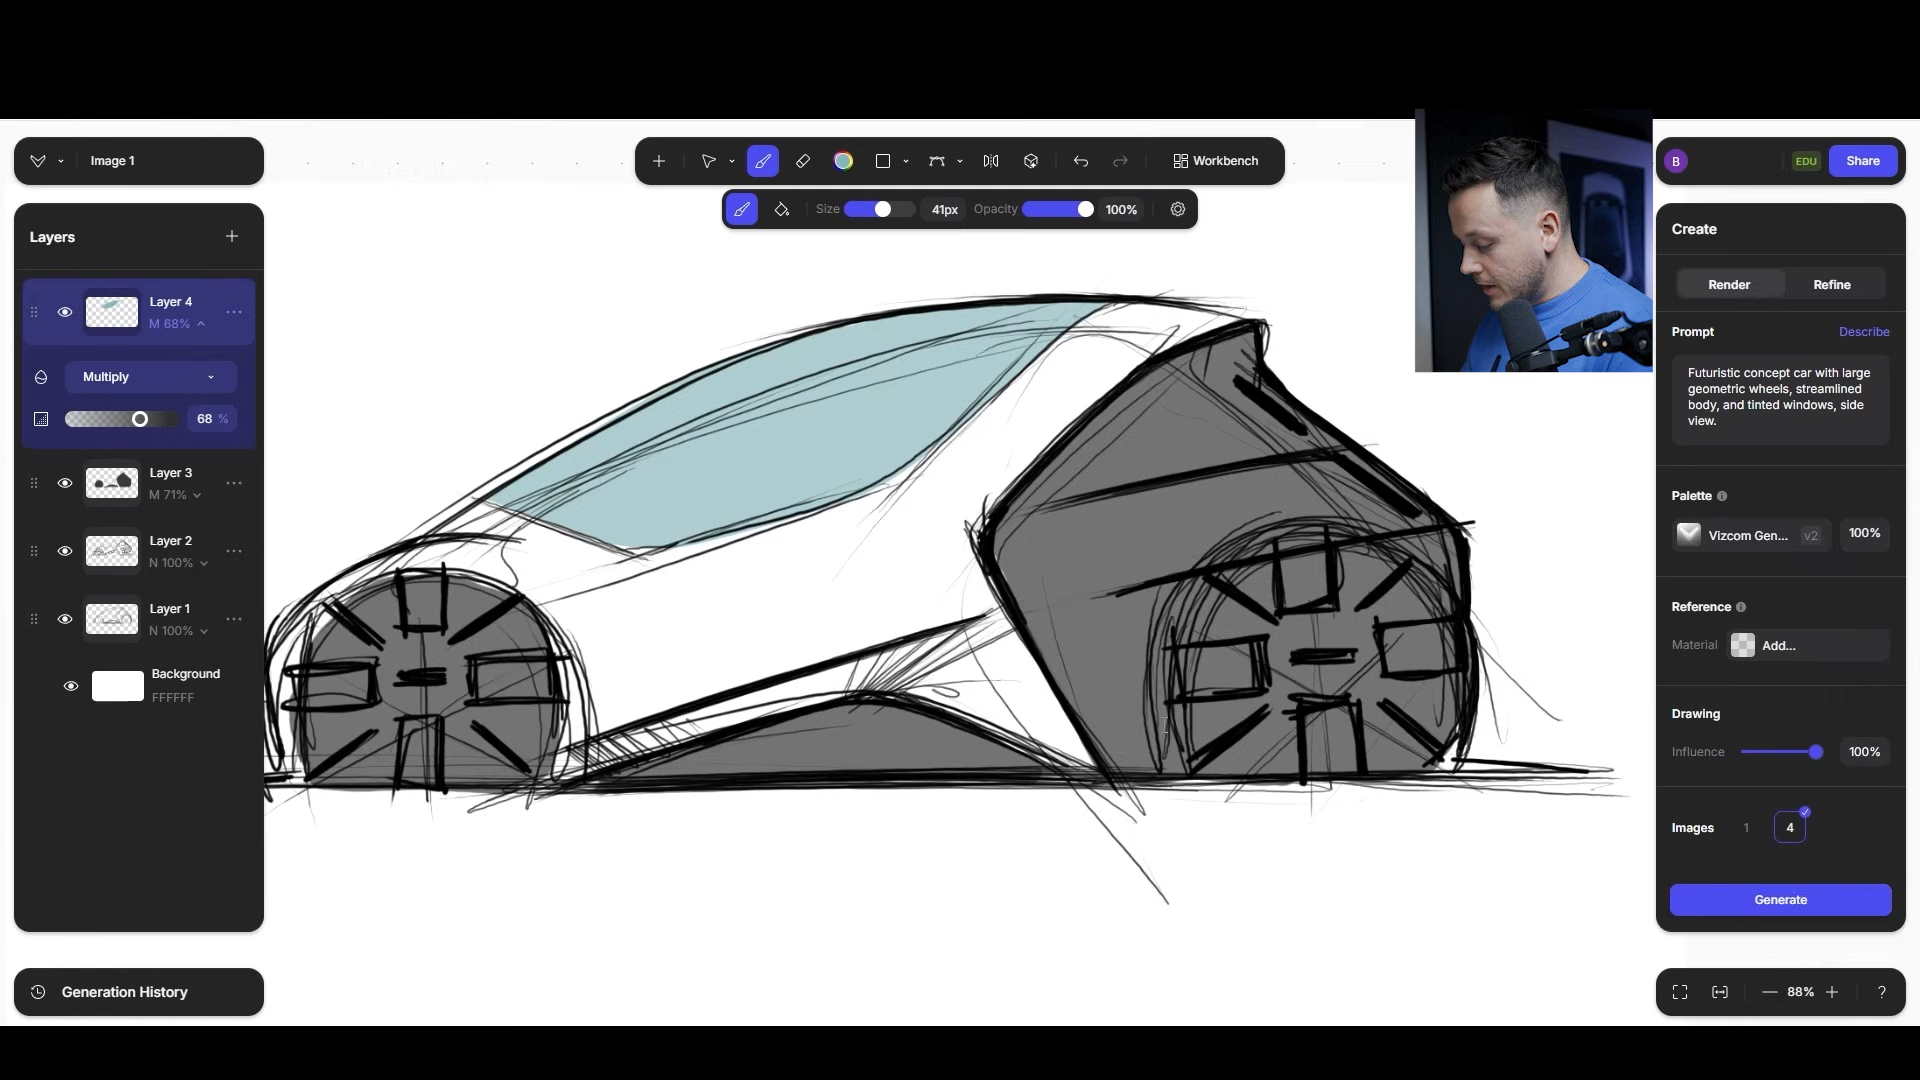 Image 1
Workbench
B
EDU
Share
Size
41px
Opacity
100%
Layers
Layer 4
M 68%
Multiply
68 %
Layer 3
M 71%
Layer 2
N 100%
Layer 1
N 100%
Background
FFFFFF
Generation History
Create
Render
Refine
Prompt
Describe
Futuristic concept car with large
geometric wheels, streamlined
body, and tinted windows, side
view.
Palette
Vizcom Gen...
v2
100%
Reference
Material
Add...
Drawing
Influence
100%
Images
1
4
Generate
88%
?